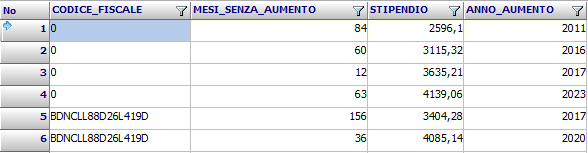 No CODICE_FISCALE MESI_SENZA_AUMENTO STIPENDIO ANNO_AUMENTO
1 0 84 2596,1 2011
2 0 60 3115,32 2016
3 0 12 3635,21 2017
4 0 63 4139,06 2023
5 BDNCLL88D26L419D 156 3404,28 2017
6 BDNCLL88D26L419D 36 4085,14 2020